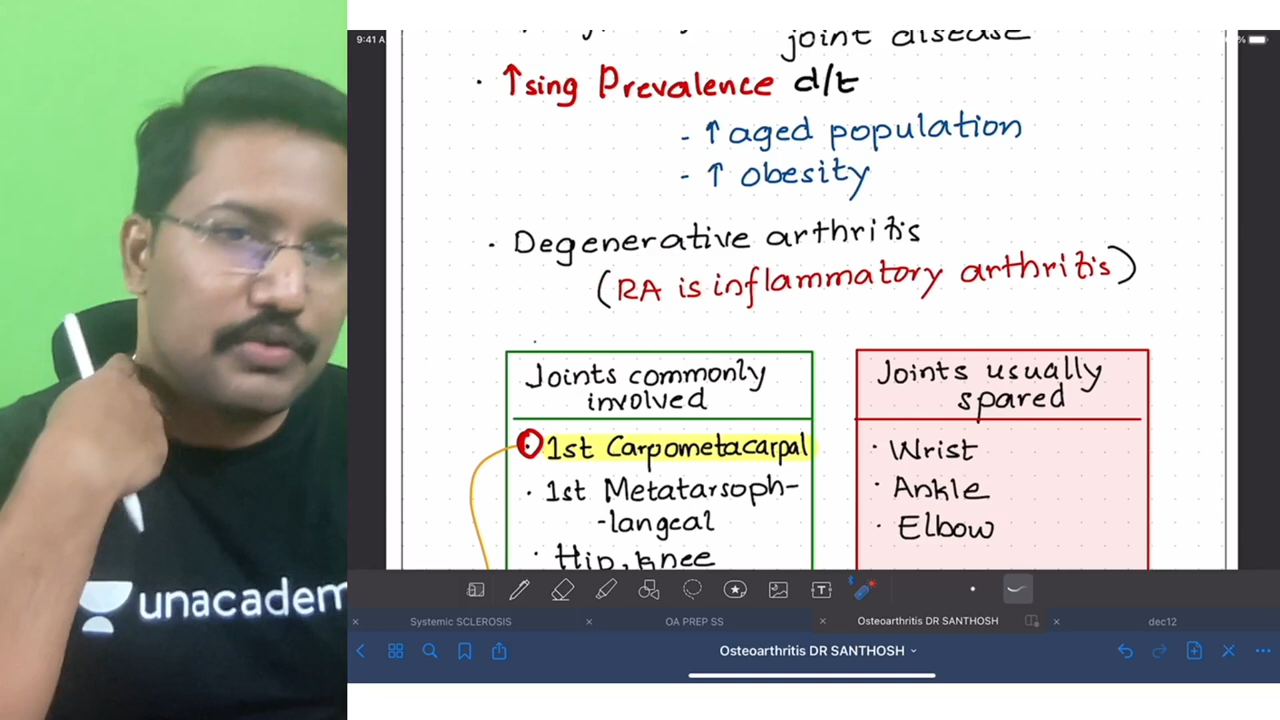 9:41 A
%
joint disease
· ↑sing Prevalence d/t
- ↑ aged population
- ↑ obesity
· Degenerative arthritis
(RA is inflammatory arthritis)
Joints commonly
involved
· 1st Carpometacarpal
· 1st Metatarsoph-
-langeal
· Hip, knee
Joints usually
spared
· Wrist
· Ankle
· Elbow
unacadem
Systemic SCLEROSIS
OA PREP SS
Osteoarthritis DR SANTHOSH
dec12
Osteoarthritis DR SANTHOSH